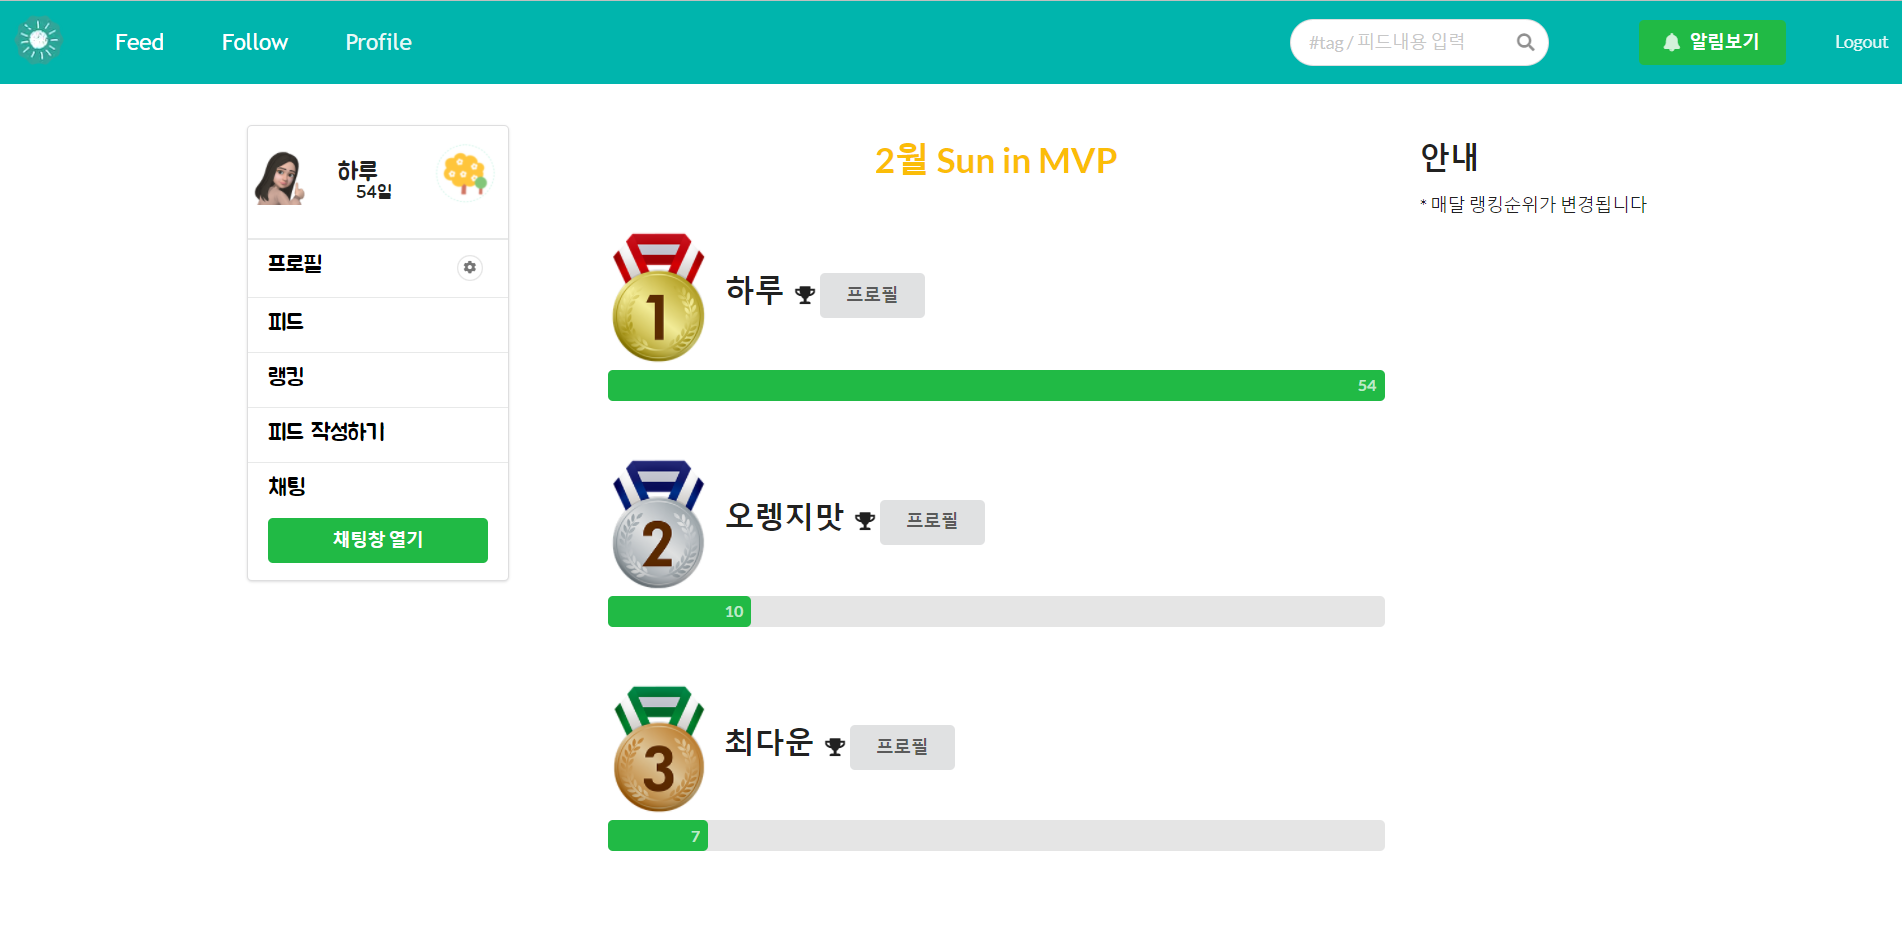 Feed Follow Profile #tag / 피드내용 입력 알림보기 Logout
하루
54일
프로필
피드
랭킹
피드 작성하기
채팅
채팅창 열기
2월 Sun in MVP
1
하루 프로필
54
2
오렝지맛 프로필
10
3
최다운 프로필
7
안내
* 매달 랭킹순위가 변경됩니다